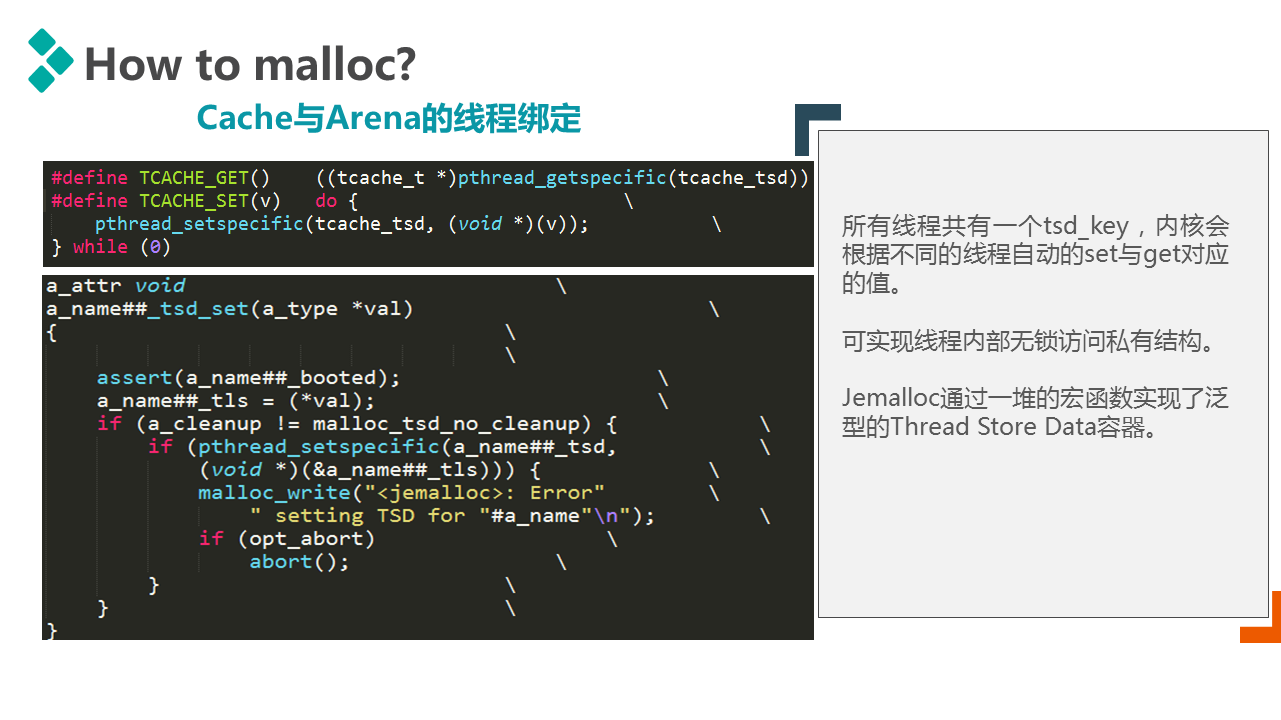 How to malloc?
Cache与Arena的线程绑定
#define TCACHE_GET()    ((tcache_t *)pthread_getspecific(tcache_tsd))
#define TCACHE_SET(v)   do {                        \
    pthread_setspecific(tcache_tsd, (void *)(v));           \
} while (0)
a_attr void                                     \
a_name##_tsd_set(a_type *val)                             \
{                                             \
                                              \
    assert(a_name##_booted);                          \
    a_name##_tls = (*val);                            \
    if (a_cleanup != malloc_tsd_no_cleanup) {               \
        if (pthread_setspecific(a_name##_tsd,               \
            (void *)(&a_name##_tls))) {                 \
            malloc_write("<jemalloc>: Error"            \
                " setting TSD for "#a_name"\n");            \
            if (opt_abort)                      \
                abort();                    \
        }                                     \
    }                                         \
}
所有线程共有一个tsd_key，内核会
根据不同的线程自动的set与get对应
的值。
可实现线程内部无锁访问私有结构。
Jemalloc通过一堆的宏函数实现了泛
型的Thread Store Data容器。